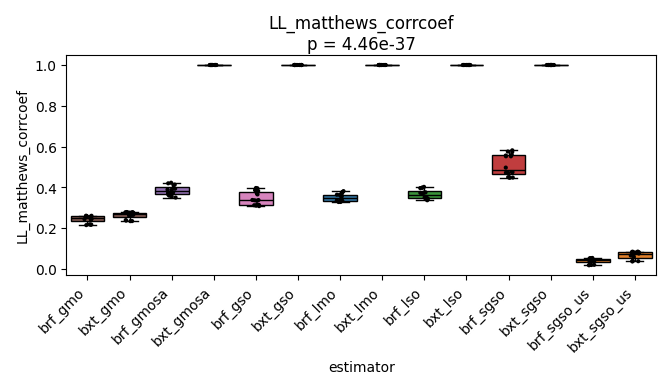 LL_matthews_corrcoef
p = 4.46e-37
LL_matthews_corrcoef
1.0
0.8
0.6
0.4
0.2
0.0
brf_gmo
bxt_gmo
brf_gmosa
bxt_gmosa
brf_gso
bxt_gso
brf_lmo
bxt_lmo
brf_lso
bxt_lso
brf_sgso
bxt_sgso
brf_sgso_us
bxt_sgso_us
estimator